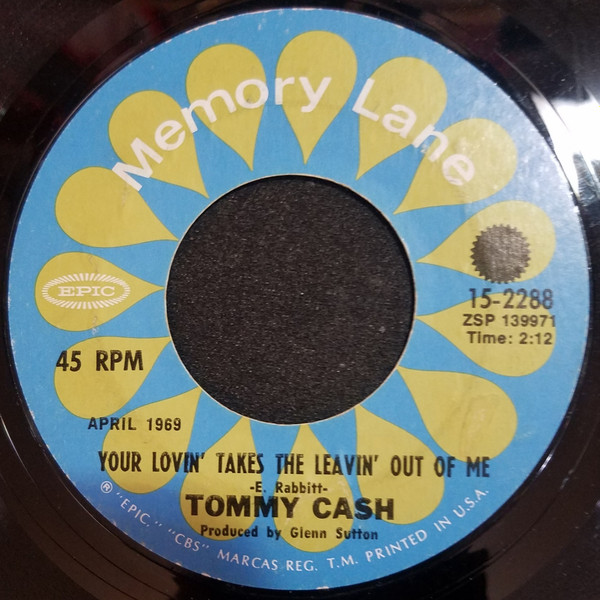 Memory Lane
EPIC
15-2288
ZSP 139971
Time: 2:12
45 RPM
APRIL 1969
YOUR LOVIN' TAKES THE LEAVIN' OUT OF ME
-E. Rabbitt-
TOMMY CASH
Produced by Glenn Sutton
® "EPIC," "CBS" MARCAS REG. T.M. PRINTED IN U.S.A.